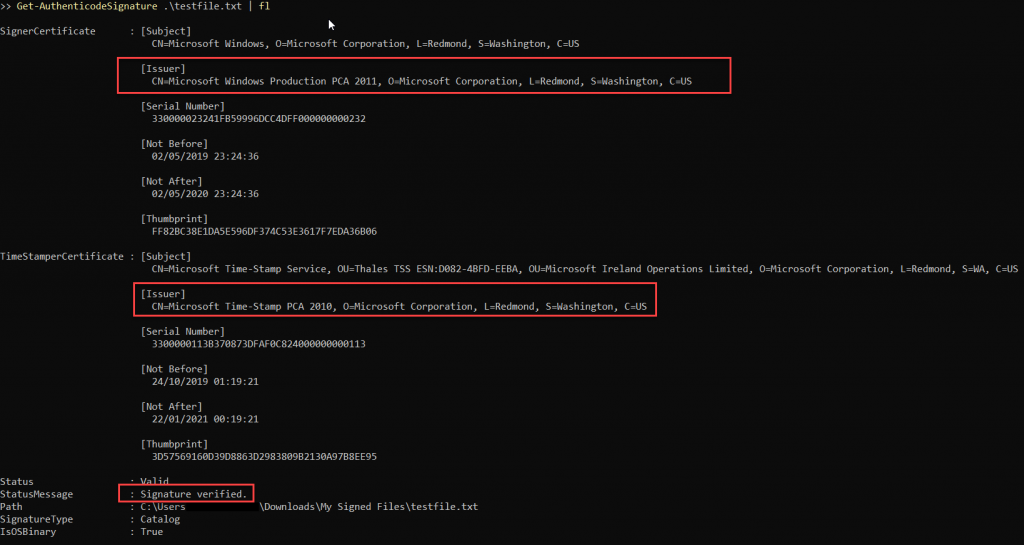 >> Get-AuthenticodeSignature .\testfile.txt | fl
SignerCertificate : [Subject]
CN=Microsoft Windows, O=Microsoft Corporation, L=Redmond, S=Washington, C=US
[Issuer]
CN=Microsoft Windows Production PCA 2011, O=Microsoft Corporation, L=Redmond, S=Washington, C=US
[Serial Number]
330000023241FB59996DCC4DFF000000000232
[Not Before]
02/05/2019 23:24:36
[Not After]
02/05/2020 23:24:36
[Thumbprint]
FF82BC38E1DA5E596DF374C53E3617F7EDA36B06
TimeStamperCertificate : [Subject]
CN=Microsoft Time-Stamp Service, OU=Thales TSS ESN:D082-4BFD-EEBA, OU=Microsoft Ireland Operations Limited, O=Microsoft Corporation, L=Redmond, S=WA, C=US
[Issuer]
CN=Microsoft Time-Stamp PCA 2010, O=Microsoft Corporation, L=Redmond, S=Washington, C=US
[Serial Number]
3300000113B370873DFAF0C824000000000113
[Not Before]
24/10/2019 01:19:21
[Not After]
22/01/2021 00:19:21
[Thumbprint]
3D57569160D39D8863D2983809B2130A97B8EE95
Status : Valid
StatusMessage : Signature verified.
Path : C:\Users \Downloads\My Signed Files\testfile.txt
SignatureType : Catalog
IsOSBinary : True